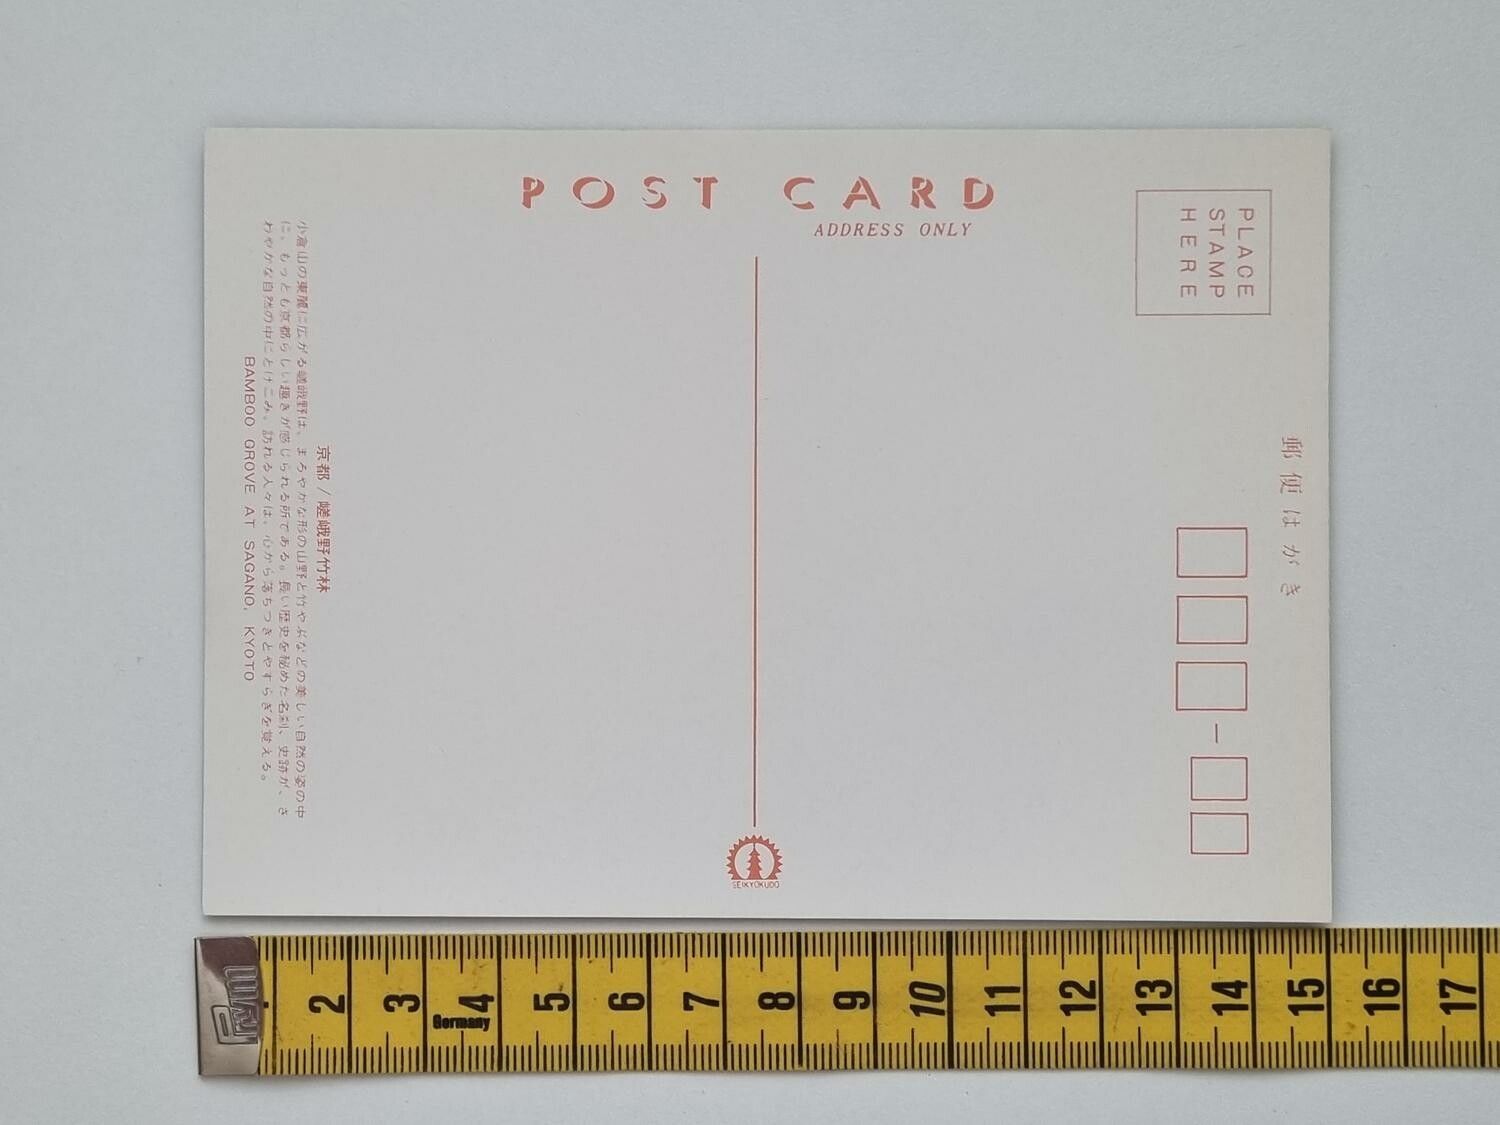 POST CARD
ADDRESS ONLY
PLACE
STAMP
HERE
郵便はがき
京都/嵯峨野竹林
小倉山の東麓に広がる嵯峨野は、まろやかな形の山野と竹やぶなどの美しい自然の姿の中
に、もっとも京都らしい趣きが感じられる所である。長い歴史を秘めた名刹、史跡が、さ
わやかな自然の中にとけこみ、訪れる人々は、心から落ちつきとやすらぎを覚える。
BAMBOO GROVE AT SAGANO, KYOTO
SEIKYOKUDO
2 3 4 5 6 7 8 9 10 11 12 13 14 15 16 17
Germany